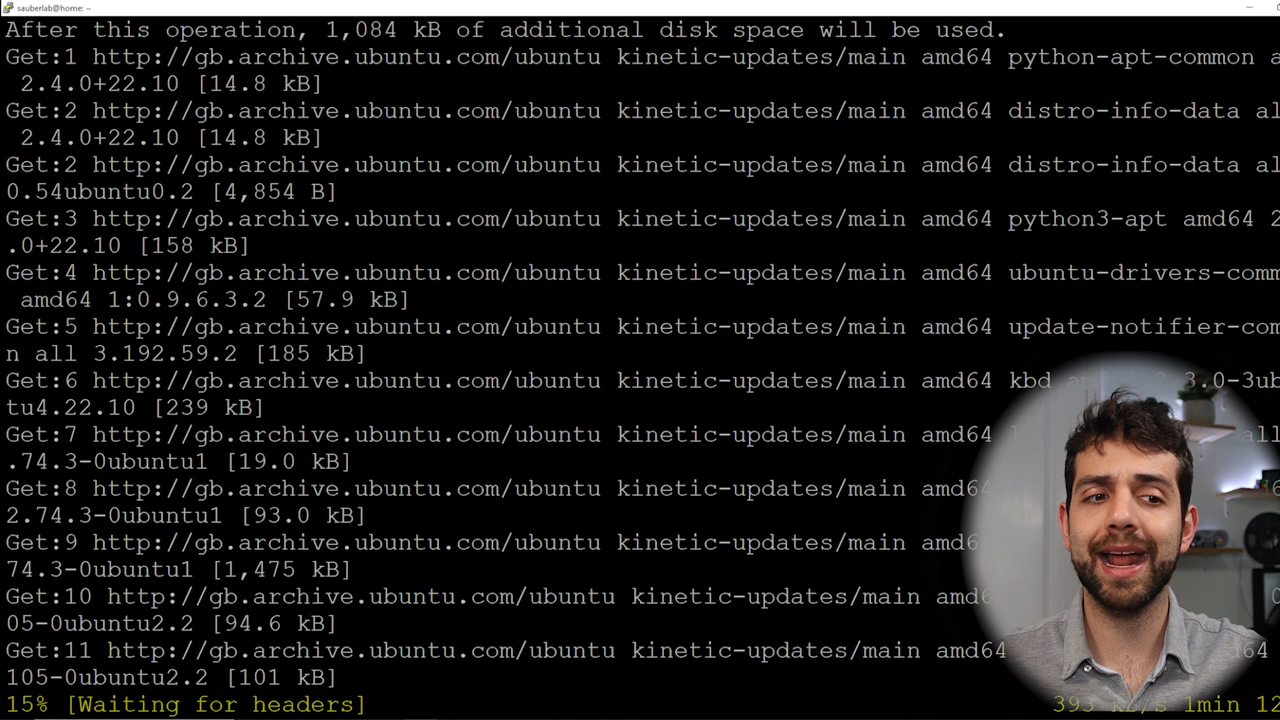 sauberlab@home: ~
After this operation, 1,084 kB of additional disk space will be used.
Get:1 http://gb.archive.ubuntu.com/ubuntu kinetic-updates/main amd64 python-apt-common a
2.4.0+22.10 [14.8 kB]
Get:2 http://gb.archive.ubuntu.com/ubuntu kinetic-updates/main amd64 distro-info-data al
2.4.0+22.10 [14.8 kB]
Get:2 http://gb.archive.ubuntu.com/ubuntu kinetic-updates/main amd64 distro-info-data al
0.54ubuntu0.2 [4,854 B]
Get:3 http://gb.archive.ubuntu.com/ubuntu kinetic-updates/main amd64 python3-apt amd64 2
.0+22.10 [158 kB]
Get:4 http://gb.archive.ubuntu.com/ubuntu kinetic-updates/main amd64 ubuntu-drivers-comm
amd64 1:0.9.6.3.2 [57.9 kB]
Get:5 http://gb.archive.ubuntu.com/ubuntu kinetic-updates/main amd64 update-notifier-com
n all 3.192.59.2 [185 kB]
Get:6 http://gb.archive.ubuntu.com/ubuntu kinetic-updates/main amd64 kbd 3.0-3ub
tu4.22.10 [239 kB]
Get:7 http://gb.archive.ubuntu.com/ubuntu kinetic-updates/main amd64 all
.74.3-0ubuntu1 [19.0 kB]
Get:8 http://gb.archive.ubuntu.com/ubuntu kinetic-updates/main amd64
2.74.3-0ubuntu1 [93.0 kB]
Get:9 http://gb.archive.ubuntu.com/ubuntu kinetic-updates/main amd6
74.3-0ubuntu1 [1,475 kB]
Get:10 http://gb.archive.ubuntu.com/ubuntu kinetic-updates/main amd6
05-0ubuntu2.2 [94.6 kB]
Get:11 http://gb.archive.ubuntu.com/ubuntu kinetic-updates/main amd64 d64
105-0ubuntu2.2 [101 kB]
15% [Waiting for headers] 393 kB/s 1min 12